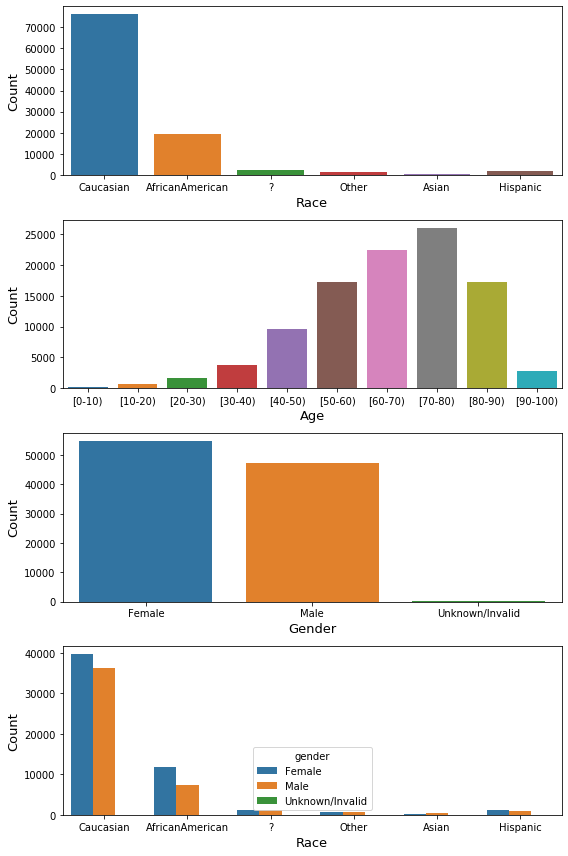 70000
60000
50000
40000
30000
20000
10000
0
Count
Caucasian AfricanAmerican ? Other Asian Hispanic
Race
25000
20000
15000
10000
5000
0
Count
[0-10) [10-20) [20-30) [30-40) [40-50) [50-60) [60-70) [70-80) [80-90) [90-100)
Age
50000
40000
30000
20000
10000
0
Count
Female Male Unknown/Invalid
Gender
40000
30000
20000
10000
0
Count
gender
Female
Male
Unknown/Invalid
Caucasian AfricanAmerican ? Other Asian Hispanic
Race